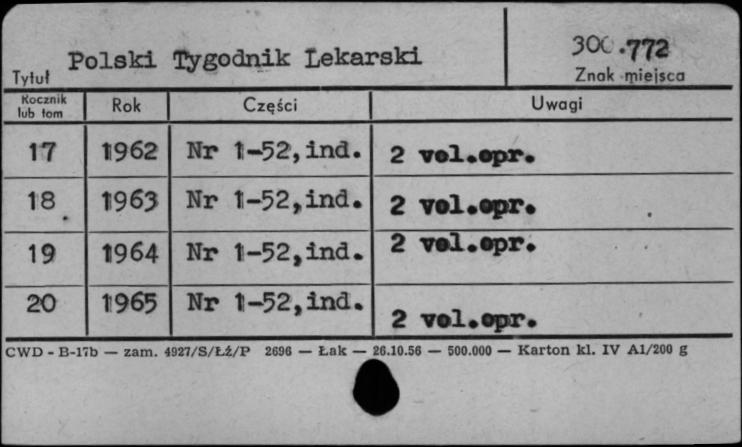 Polski Tygodnik Lekarski
300.772
Tytuł
Znak miejsca
Rocznik lub tom Rok Części Uwagi
17 1962 Nr 1-52,ind. 2 vol.opr.
18 1963 Nr 1-52,ind. 2 vol.opr.
19 1964 Nr 1-52,ind. 2 vol.opr.
20 1965 Nr 1-52,ind. 2 vol.opr.
CWD - B-17b — zam. 4927/S/Łź/P 2696 — Łak — 26.10.56 — 500.000 — Karton kl. IV A1/200 g